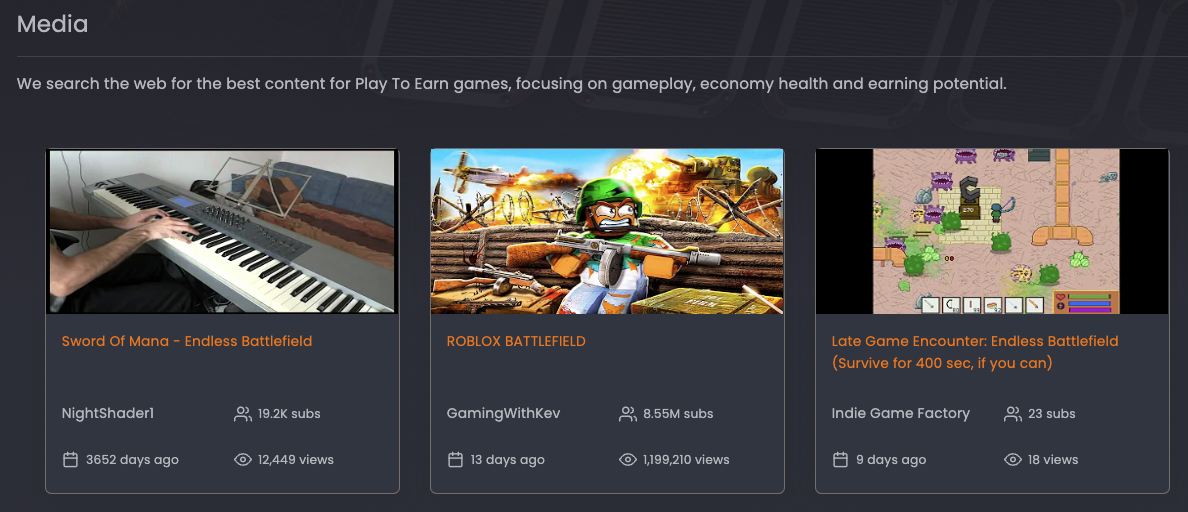 Media
We search the web for the best content for Play To Earn games, focusing on gameplay, economy health and earning potential.
Sword Of Mana - Endless Battlefield
NightShader1
19.2K subs
3652 days ago
12,449 views
ROBLOX BATTLEFIELD
GamingWithKev
8.55M subs
13 days ago
1,199,210 views
270
Late Game Encounter: Endless Battlefield
(Survive for 400 sec, if you can)
Indie Game Factory
23 subs
9 days ago
18 views